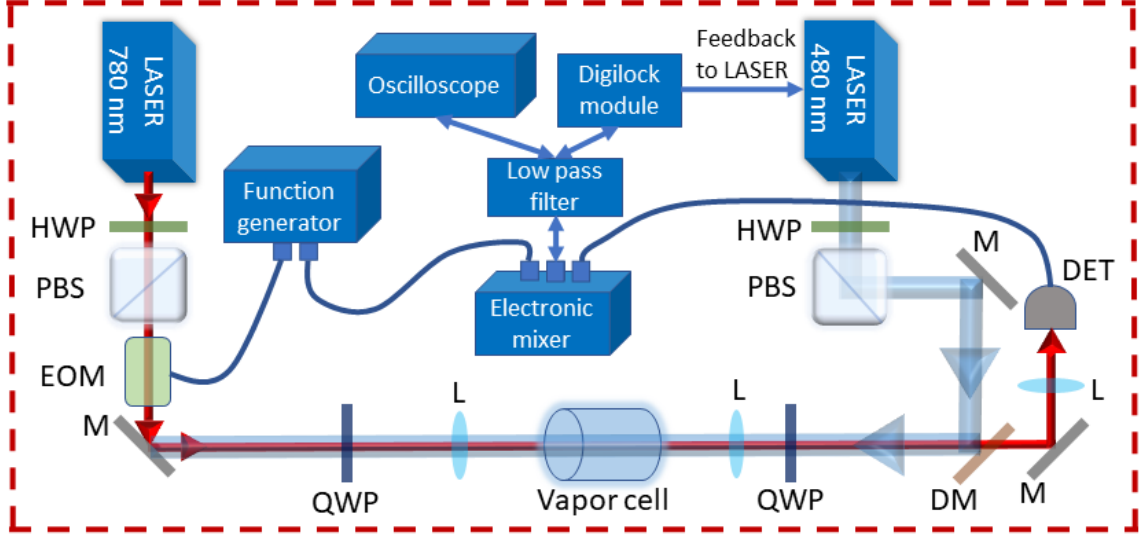 LASER
780 nm
Oscilloscope
Digilock
module
Feedback
to LASER
LASER
480 nm
Function
generator
Low pass
filter
HWP
HWP
M
PBS
PBS
DET
Electronic
mixer
EOM
M
L
L
L
QWP
Vapor cell
QWP
DM
M